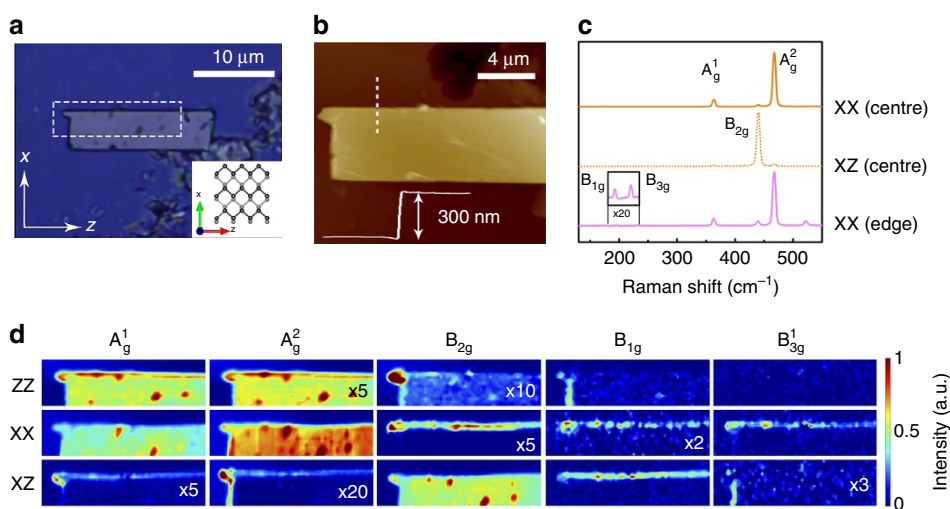 a
10 μm
x
z
x
z
b
4 μm
300 nm
c
A¹g
A²g
XX (centre)
B2g
XZ (centre)
B1g
B3g
x20
XX (edge)
200 300 400 500
Raman shift (cm⁻¹)
d
A¹g A²g B2g B1g B¹3g
ZZ
x5
x10
XX
x5
x2
XZ
x5
x20
x3
1
0.5
0
Intensity (a.u.)